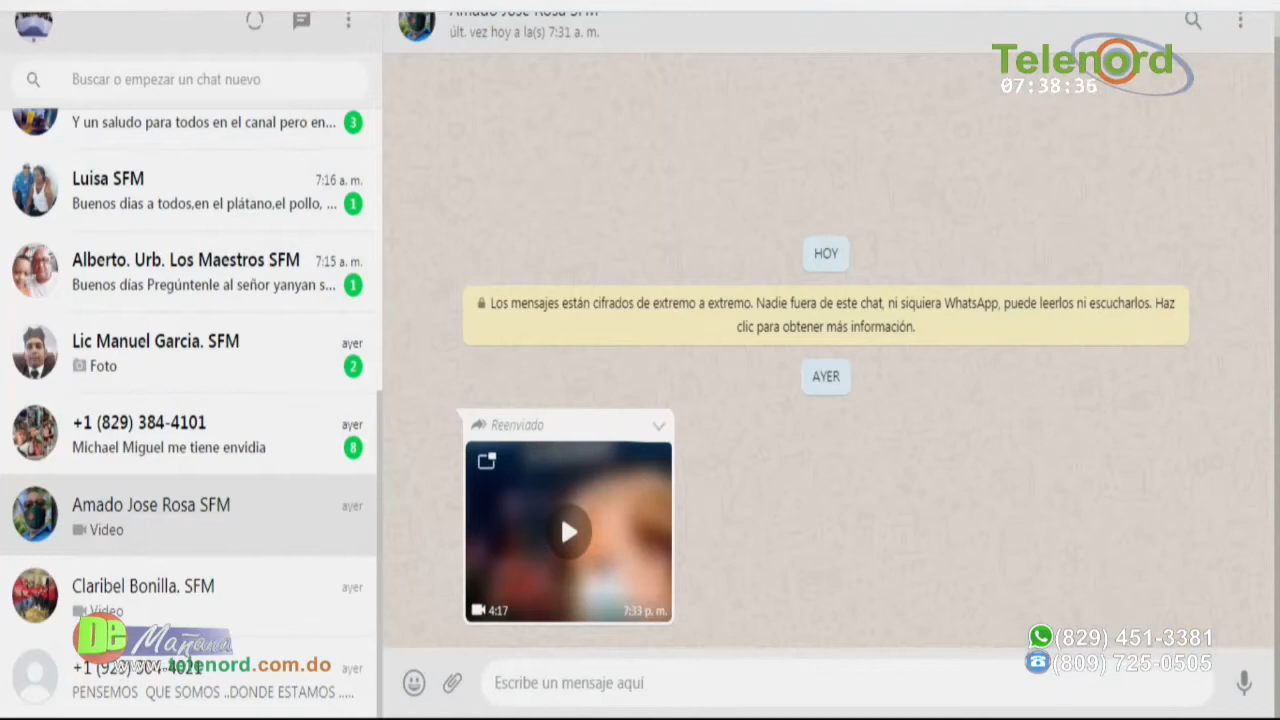 Amado Jose Rosa SFM
últ. vez hoy a la(s) 7:31 a. m.
Telenord
07:38:36
Buscar o empezar un chat nuevo
Y un saludo para todos en el canal pero en...
3
Luisa SFM
7:16 a. m.
Buenos días a todos,en el plátano,el pollo, ...
1
Alberto. Urb. Los Maestros SFM
7:15 a. m.
Buenos días Pregúntenle al señor yanyan s...
1
Lic Manuel Garcia. SFM
ayer
Foto
2
+1 (829) 384-4101
ayer
Michael Miguel me tiene envidia
8
Amado Jose Rosa SFM
ayer
Video
Claribel Bonilla. SFM
ayer
Video
De Mañana
www.telenord.com.do
ayer
PENSEMOS QUE SOMOS ..DONDE ESTAMOS .....
HOY
Los mensajes están cifrados de extremo a extremo. Nadie fuera de este chat, ni siquiera WhatsApp, puede leerlos ni escucharlos. Haz
clic para obtener más información.
AYER
Reenviado
4:17
7:33 p. m.
(829) 451-3381
(809) 725-0505
Escribe un mensaje aquí